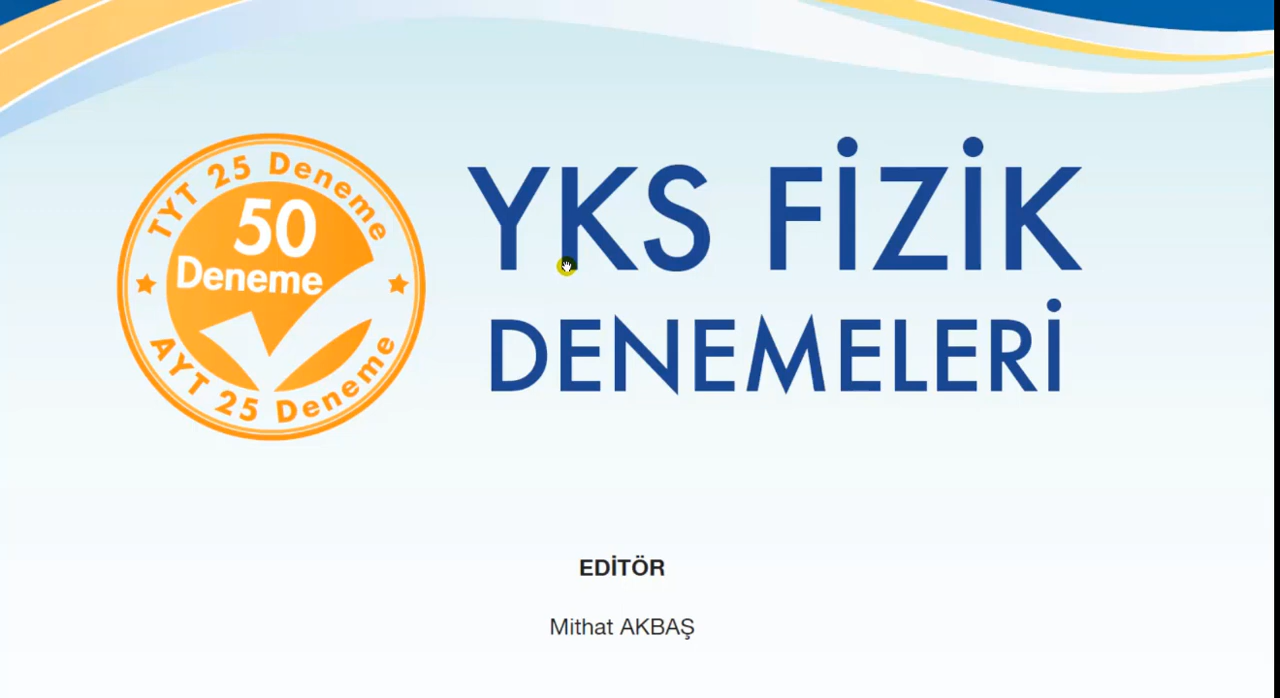 TYT 25 Deneme
50
Deneme
AYT 25 Deneme
YKS FİZİK
DENEMELERİ
EDİTÖR
Mithat AKBAŞ